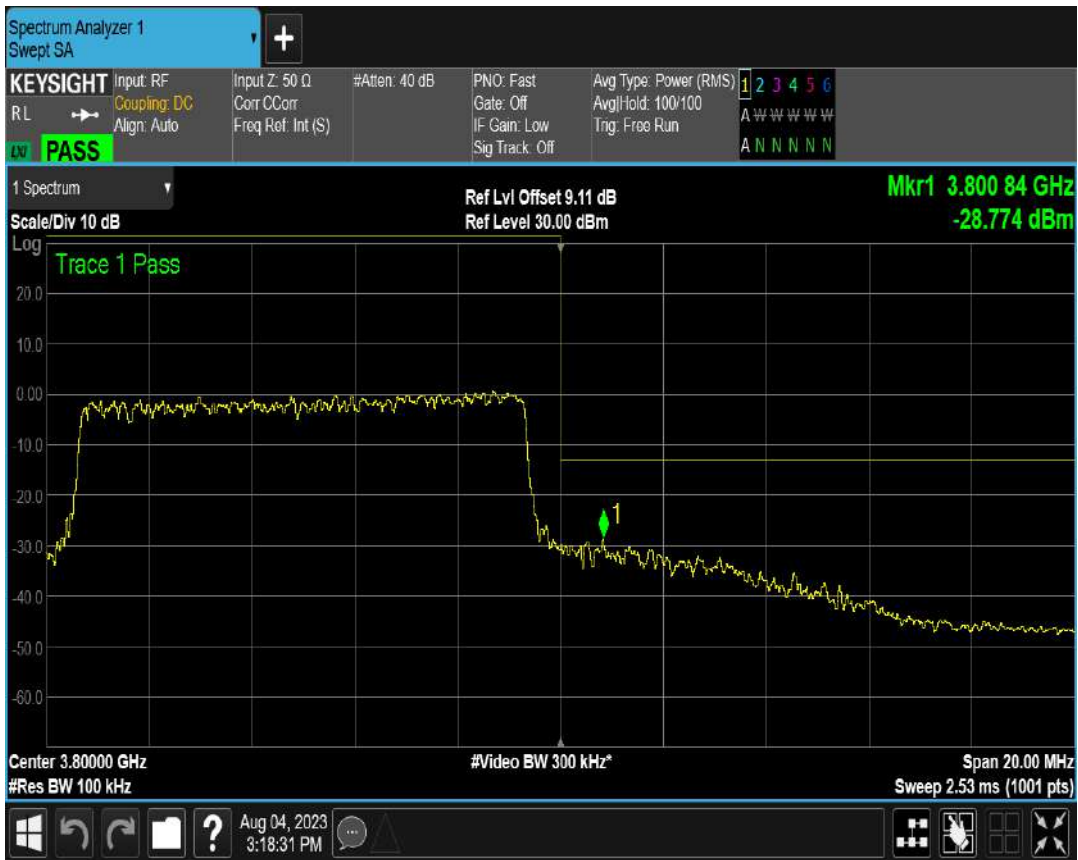 Spectrum Analyzer 1
Swept SA
+
KEYSIGHT
RL
LXI
PASS
Input: RF
Coupling: DC
Align: Auto
Input Z: 50 Ω
Corr CCorr
Freq Ref: Int (S)
#Atten: 40 dB
PNO: Fast
Gate: Off
IF Gain: Low
Sig Track: Off
Avg Type: Power (RMS)
Avg|Hold: 100/100
Trig: Free Run
1 2 3 4 5 6
A W W W W W
A N N N N N
1 Spectrum
Scale/Div 10 dB
Ref Lvl Offset 9.11 dB
Ref Level 30.00 dBm
Mkr1 3.800 84 GHz
-28.774 dBm
Log
Trace 1 Pass
20.0
10.0
0.00
-10.0
-20.0
-30.0
-40.0
-50.0
-60.0
1
Center 3.80000 GHz
#Res BW 100 kHz
#Video BW 300 kHz*
Span 20.00 MHz
Sweep 2.53 ms (1001 pts)
?
Aug 04, 2023
3:18:31 PM